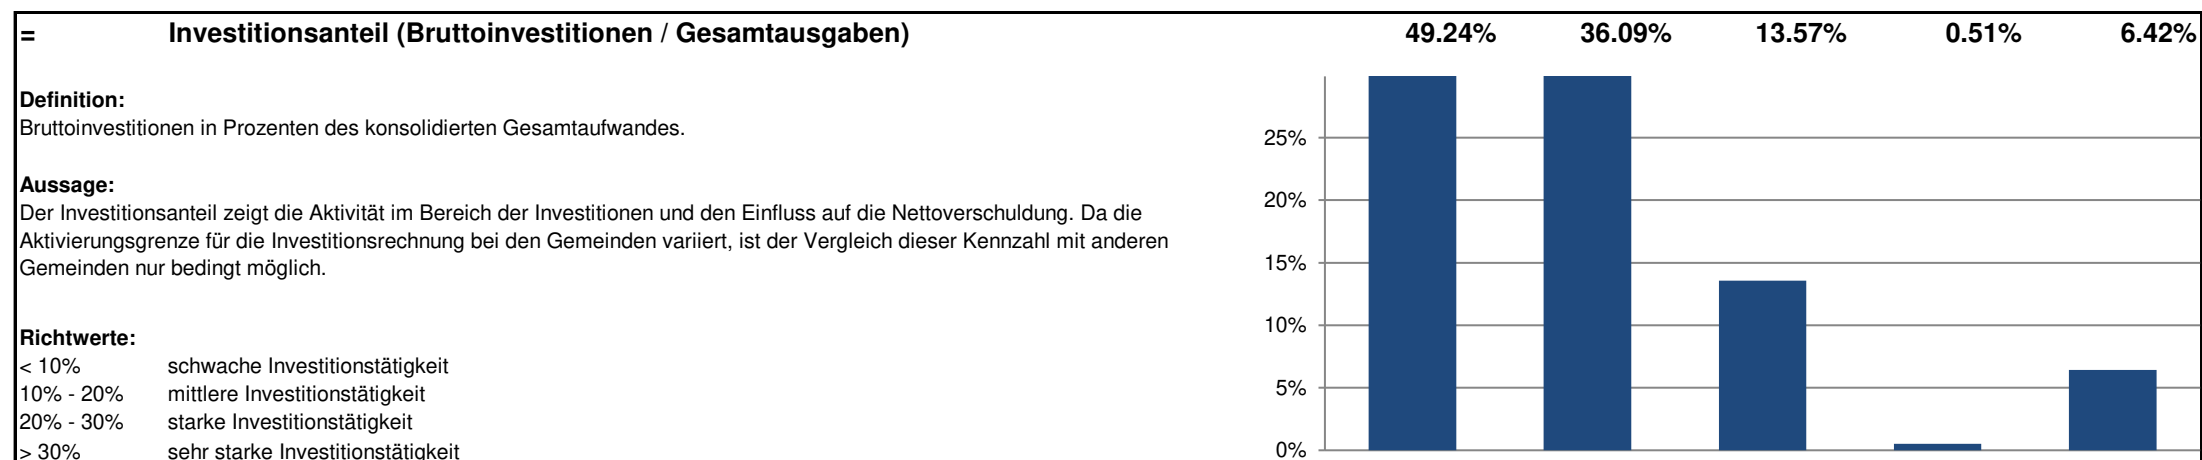 = Investitionsanteil (Bruttoinvestitionen / Gesamtausgaben) 49.24% 36.09% 13.57% 0.51% 6.42%
Definition:
Bruttoinvestitionen in Prozenten des konsolidierten Gesamtaufwandes.
Aussage:
Der Investitionsanteil zeigt die Aktivität im Bereich der Investitionen und den Einfluss auf die Nettoverschuldung. Da die
Aktivierungsgrenze für die Investitionsrechnung bei den Gemeinden variiert, ist der Vergleich dieser Kennzahl mit anderen
Gemeinden nur bedingt möglich.
Richtwerte:
< 10% schwache Investitionstätigkeit
10% - 20% mittlere Investitionstätigkeit
20% - 30% starke Investitionstätigkeit
> 30% sehr starke Investitionstätigkeit
25%
20%
15%
10%
5%
0%